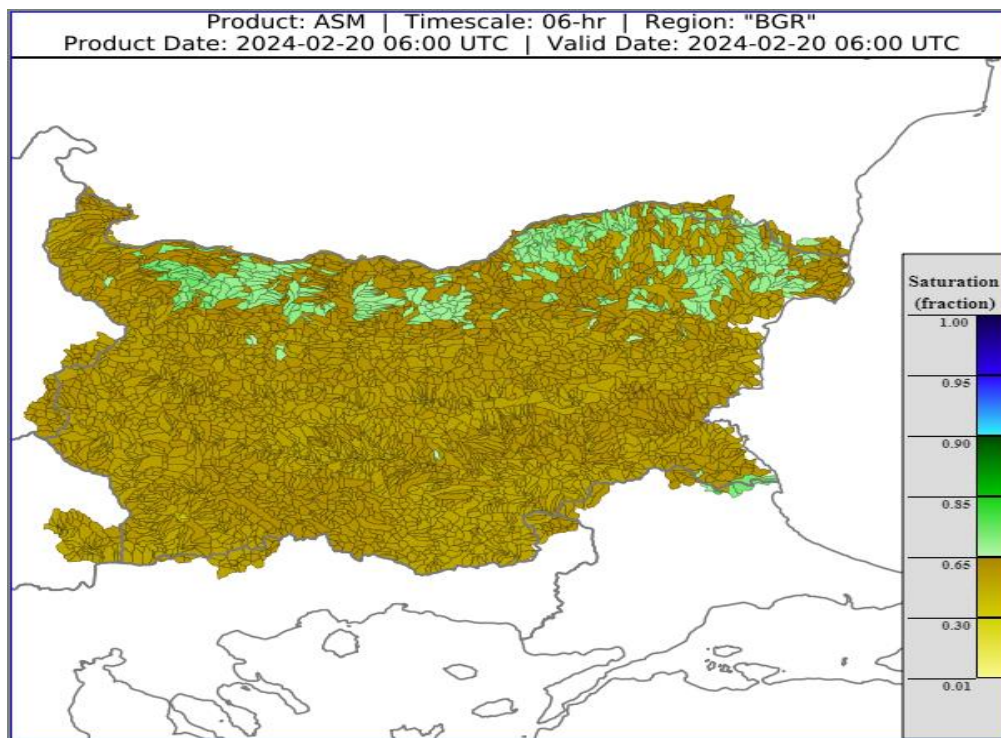 Product: ASM | Timescale: 06-hr | Region: "BGR"
Product Date: 2024-02-20 06:00 UTC | Valid Date: 2024-02-20 06:00 UTC
Saturation
(fraction)
1.00
0.95
0.90
0.85
0.65
0.30
0.01